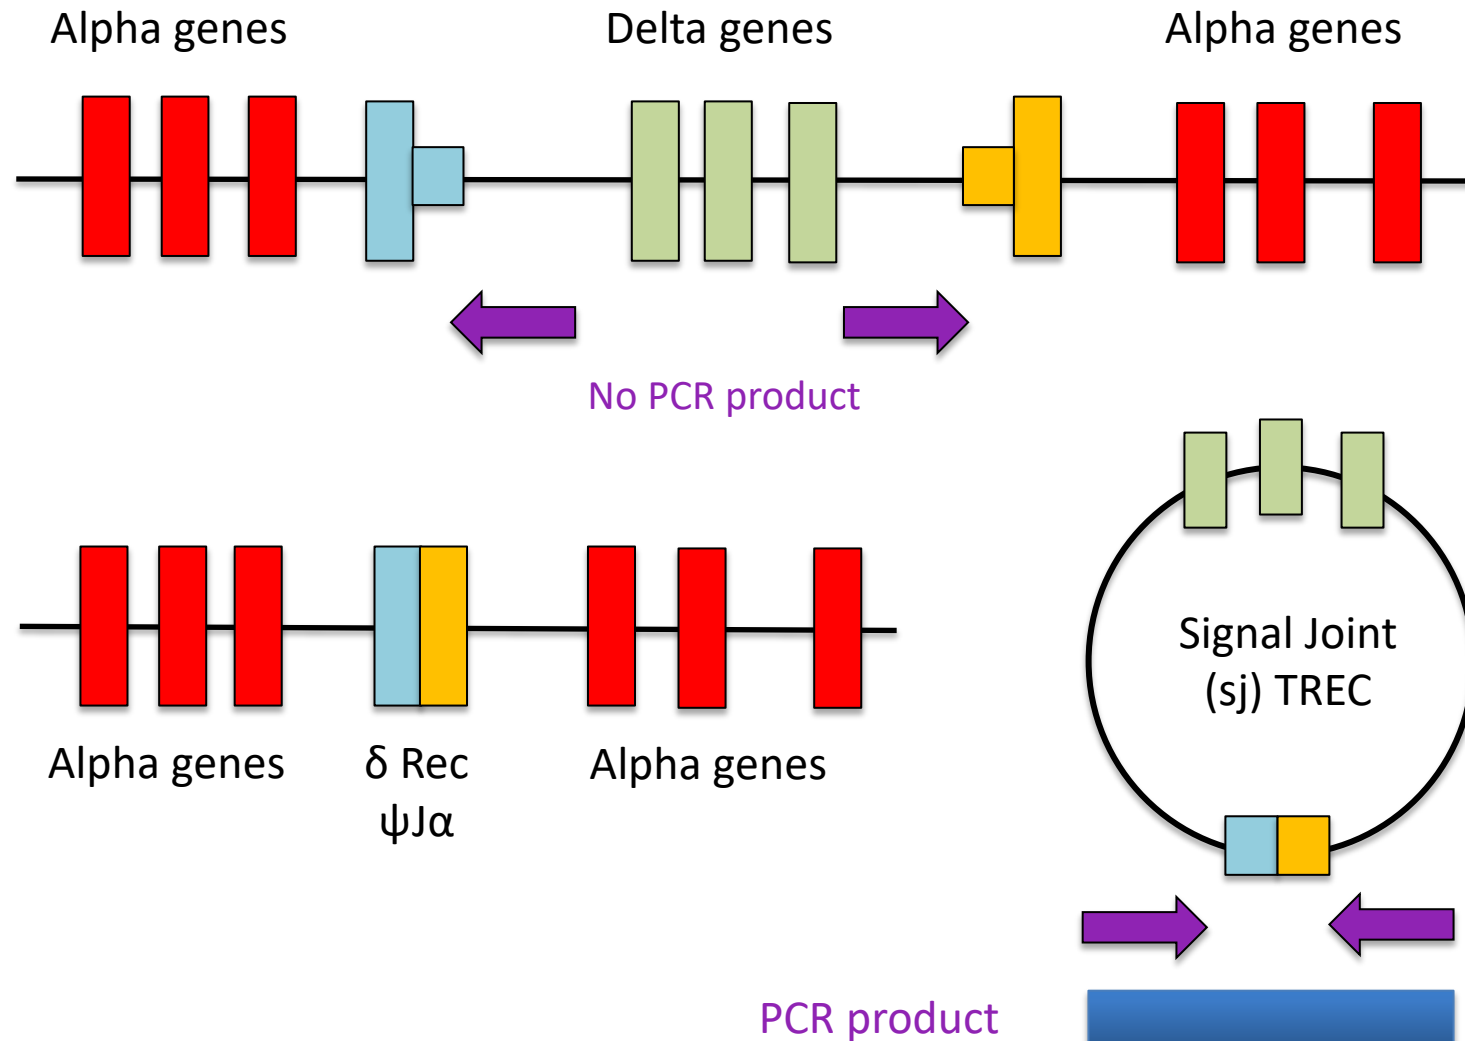 Alpha genes
Delta genes
Alpha genes
No PCR product
Signal Joint
(sj) TREC
Alpha genes
δ Rec
ψJα
Alpha genes
PCR product